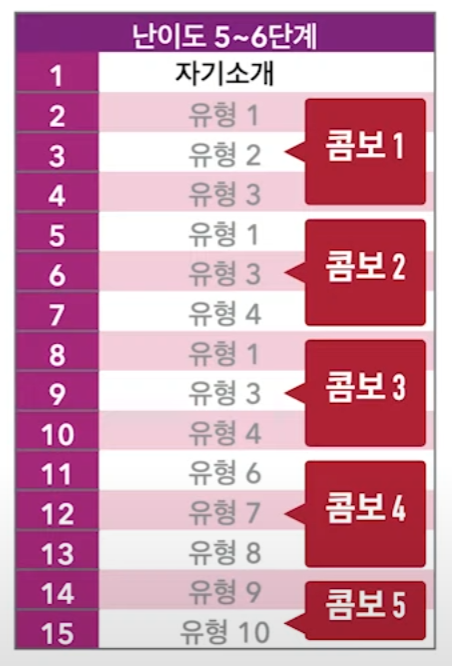 난이도 5~6단계
1 자기소개
2 유형 1
3 유형 2
4 유형 3
콤보 1
5 유형 1
6 유형 3
7 유형 4
콤보 2
8 유형 1
9 유형 3
10 유형 4
콤보 3
11 유형 6
12 유형 7
13 유형 8
콤보 4
14 유형 9
15 유형 10
콤보 5